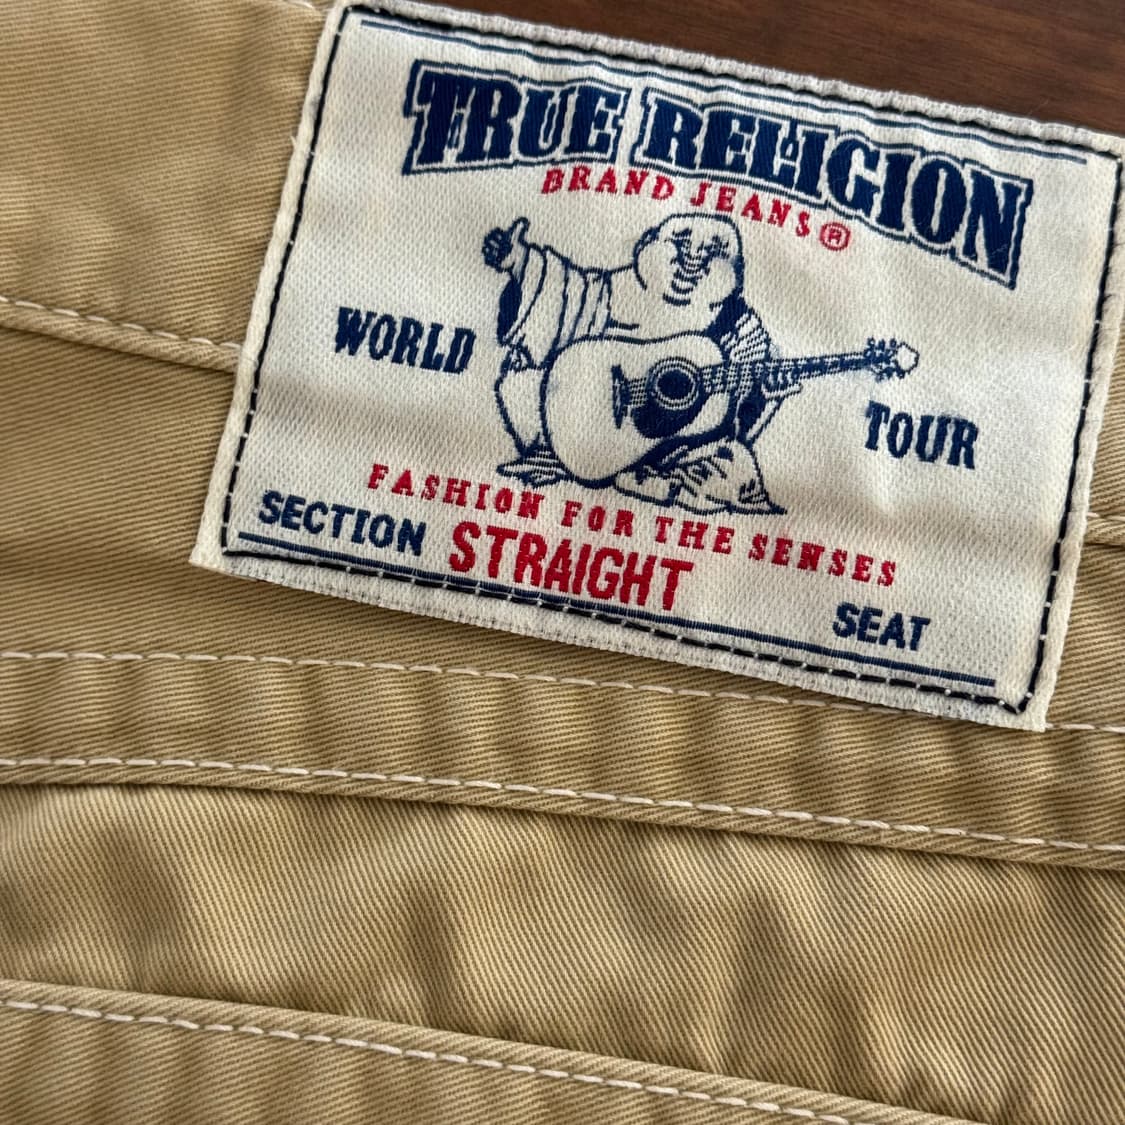 TRUE RELIGION
BRAND JEANS®
WORLD TOUR
FASHION FOR THE SENSES
SECTION STRAIGHT SEAT